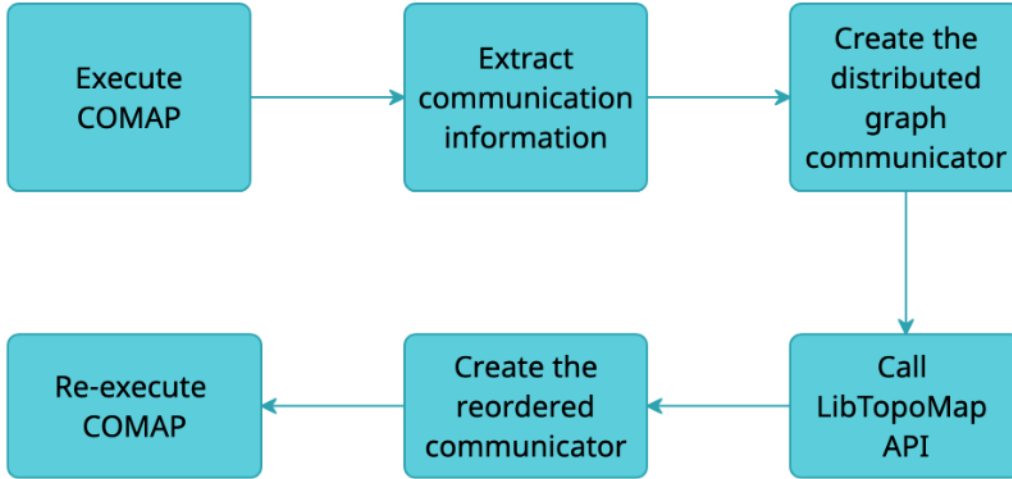 Execute
COMAP
Extract
communication
information
Create the
distributed
graph
communicator
Call
LibTopoMap
API
Create the
reordered
communicator
Re-execute
COMAP